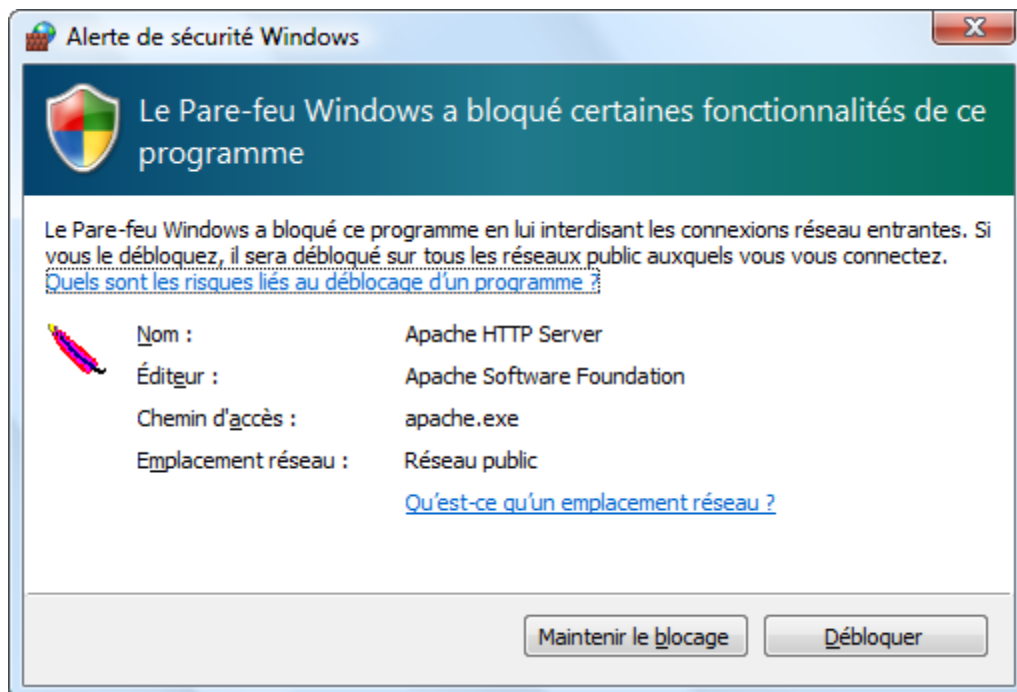 Alerte de sécurité Windows
Le Pare-feu Windows a bloqué certaines fonctionnalités de ce
programme
Le Pare-feu Windows a bloqué ce programme en lui interdisant les connexions réseau entrantes. Si
vous le débloquez, il sera débloqué sur tous les réseaux public auxquels vous vous connectez.
Quels sont les risques liés au déblocage d'un programme ?
Nom : Apache HTTP Server
Éditeur : Apache Software Foundation
Chemin d'accès : apache.exe
Emplacement réseau : Réseau public
Qu'est-ce qu'un emplacement réseau ?
Maintenir le blocage Débloquer